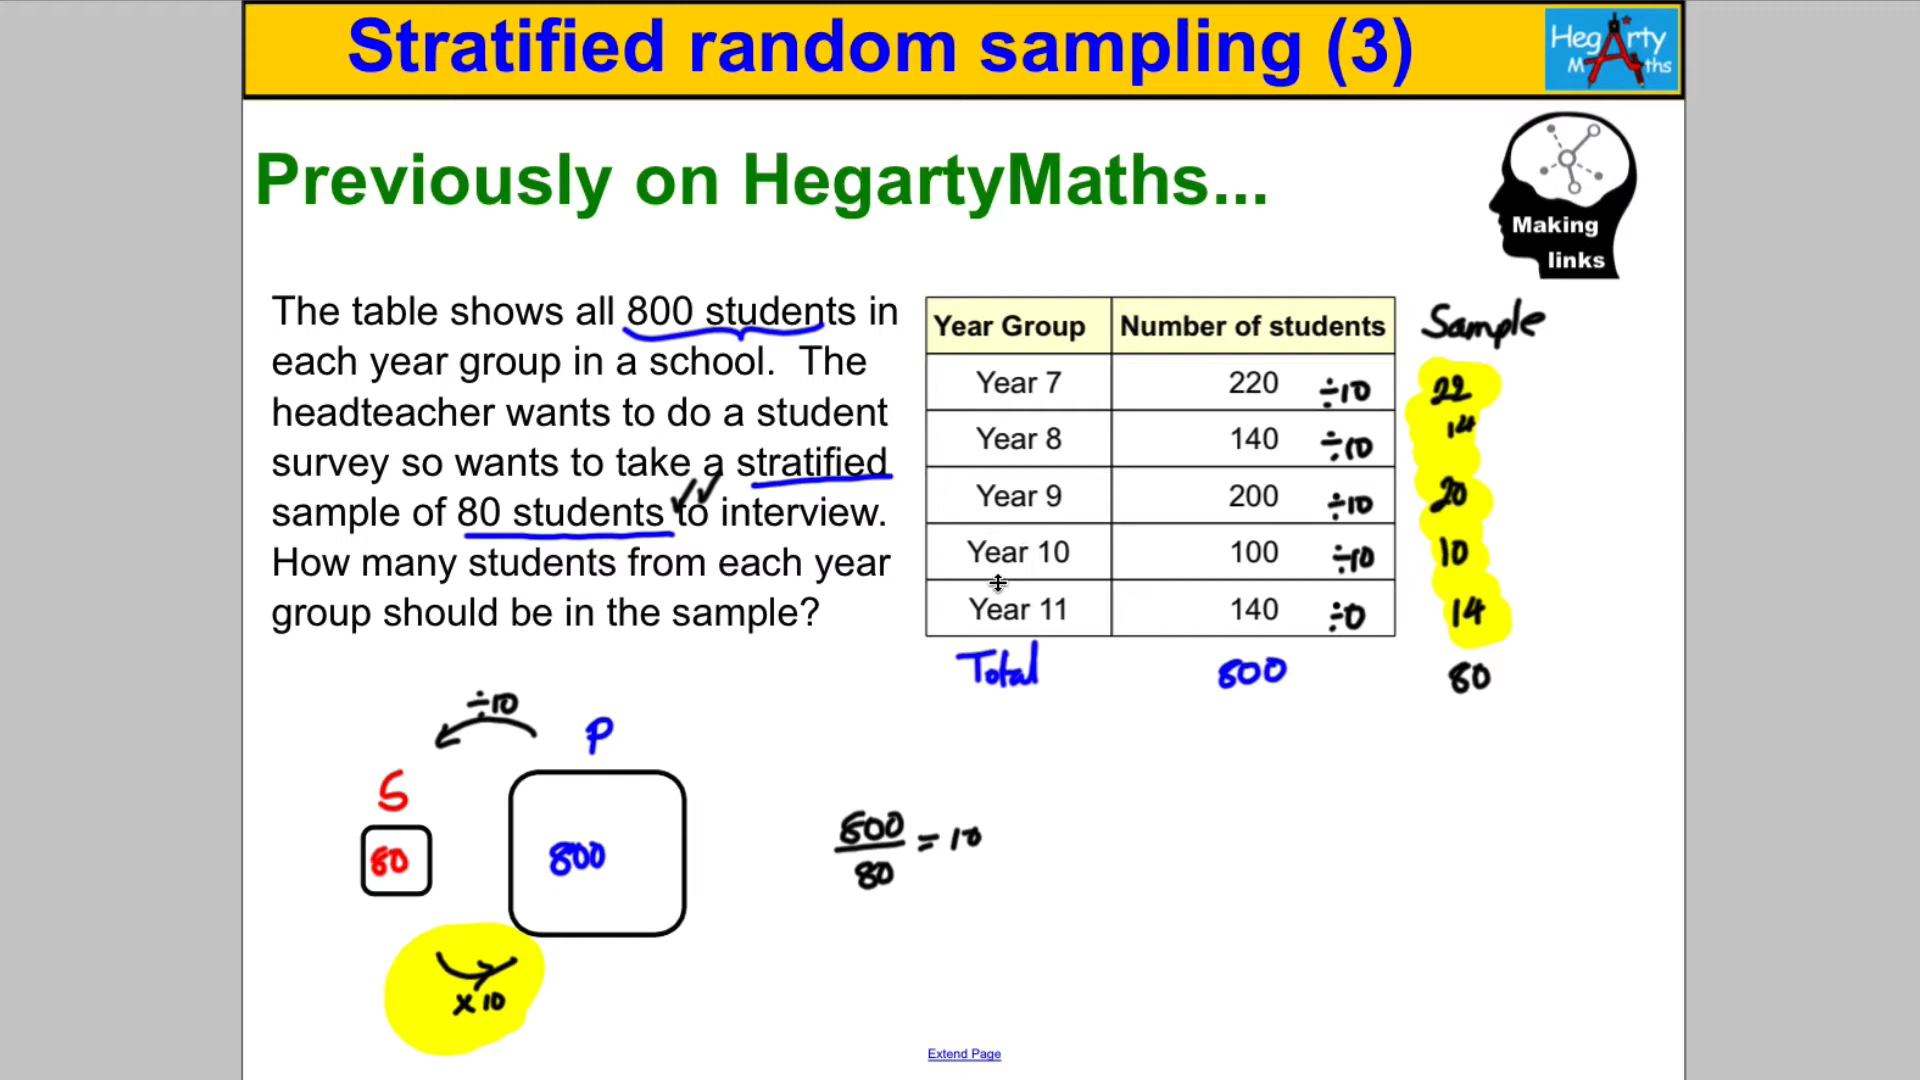 Stratified random sampling (3)
HegArty
Mths
Previously on HegartyMaths...
Making
links
The table shows all 800 students in
each year group in a school. The
headteacher wants to do a student
survey so wants to take a stratified
sample of 80 students to interview.
How many students from each year
group should be in the sample?
Year Group Number of students Sample
Year 7 220 ÷10 22
Year 8 140 ÷10 14
Year 9 200 ÷10 20
Year 10 100 ÷10 10
Year 11 140 ÷10 14
Total 800 80
÷10
P
S
80
800
800
80
= 10
x 10
Extend Page